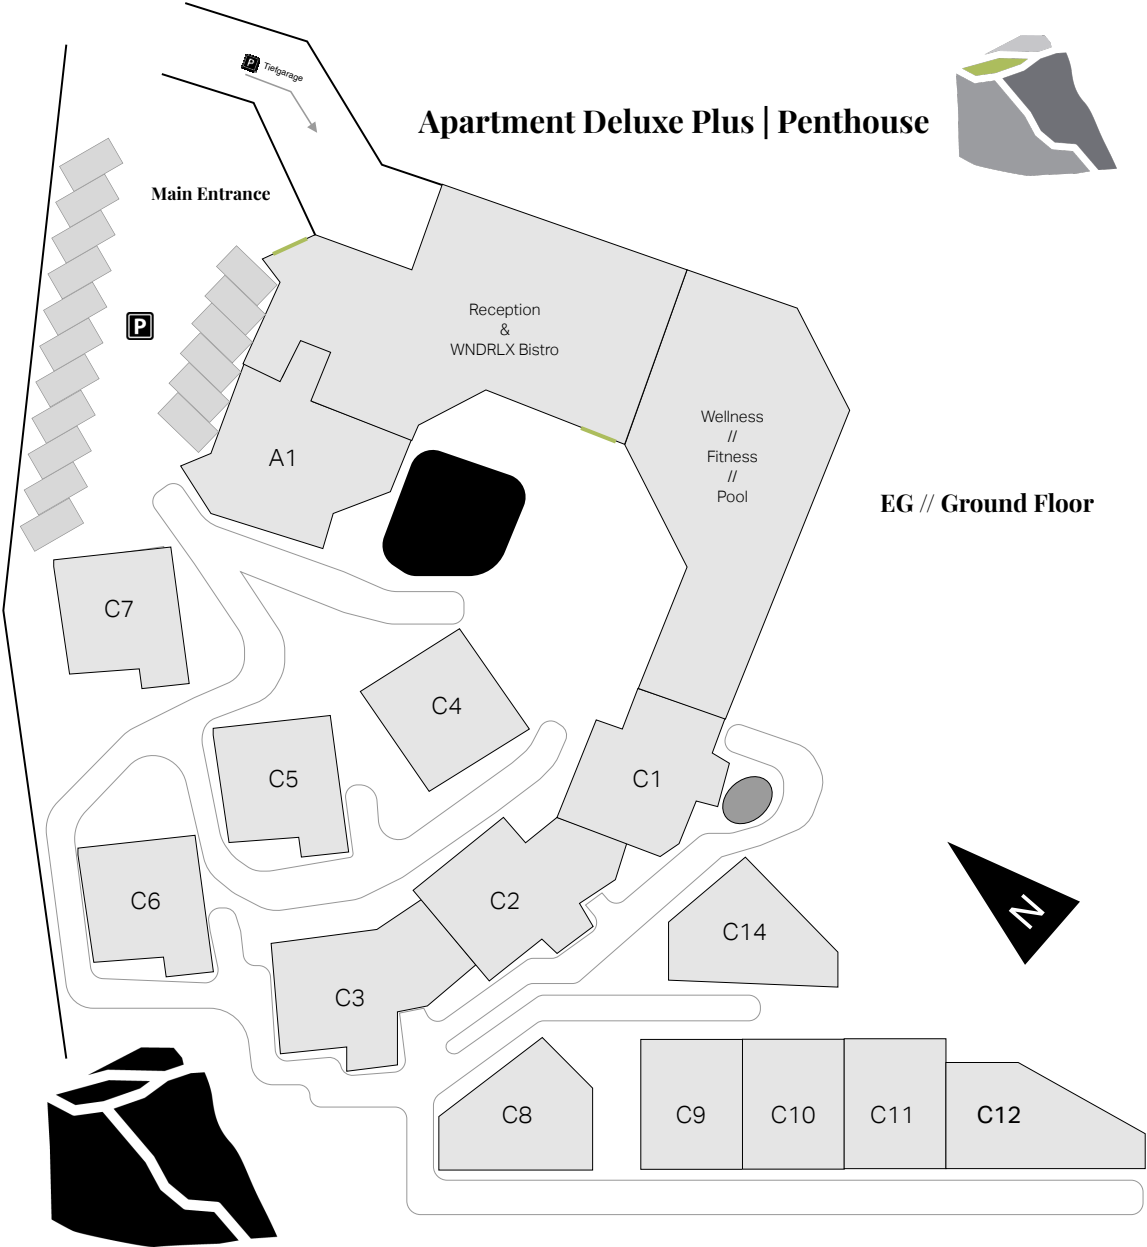 P Tiefgarage
Apartment Deluxe Plus | Penthouse
Main Entrance
Reception
&
WNDRLX Bistro
P
Wellness
//
Fitness
//
Pool
A1
EG // Ground Floor
C7
C4
C5
C1
C6
C2
C14
C3
N
C8
C9
C10
C11
C12